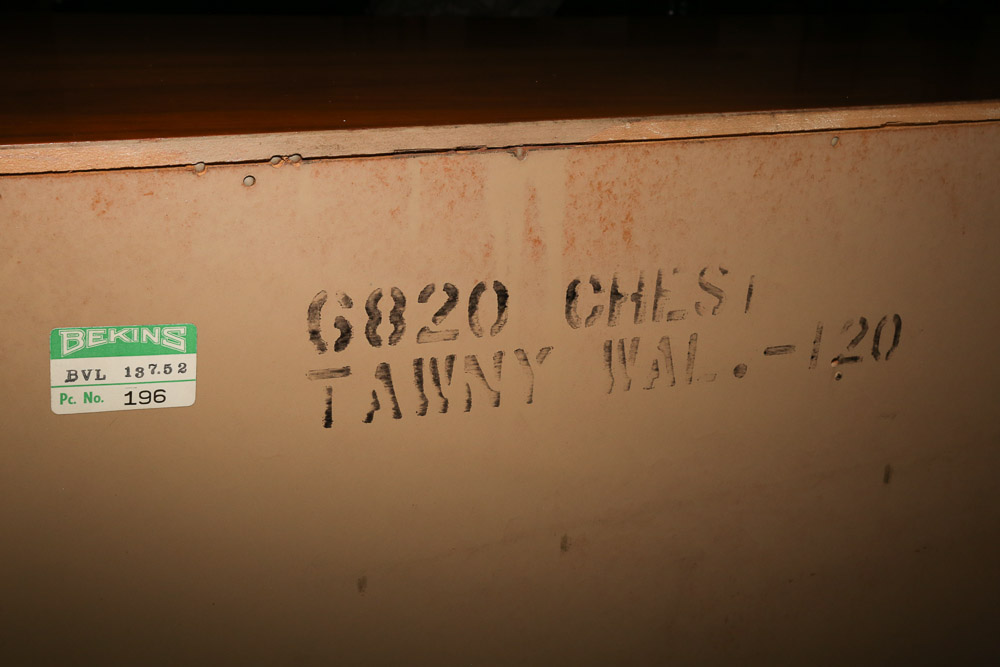 6820 CHEST
TAWNY WAL. -120
BEKINS
BVL 137.52
Pc. No. 196